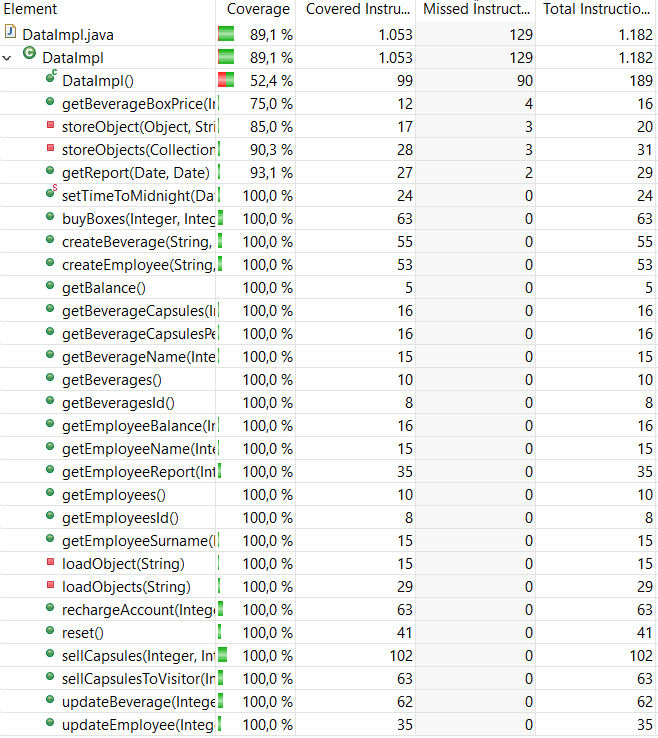 Element Coverage Covered Instru... Missed Instruct... Total Instructio...
DataImpl.java 89,1 % 1.053 129 1.182
DataImpl 89,1 % 1.053 129 1.182
DataImpl() 52,4 % 99 90 189
getBeverageBoxPrice(I 75,0 % 12 4 16
storeObject(Object, Stri 85,0 % 17 3 20
storeObjects(Collection 90,3 % 28 3 31
getReport(Date, Date) 93,1 % 27 2 29
setTimeToMidnight(Da 100,0 % 24 0 24
buyBoxes(Integer, Integ 100,0 % 63 0 63
createBeverage(String, 100,0 % 55 0 55
createEmployee(String, 100,0 % 53 0 53
getBalance() 100,0 % 5 0 5
getBeverageCapsules(I 100,0 % 16 0 16
getBeverageCapsulesPe 100,0 % 16 0 16
getBeverageName(Inte 100,0 % 15 0 15
getBeverages() 100,0 % 10 0 10
getBeveragesId() 100,0 % 8 0 8
getEmployeeBalance(I 100,0 % 16 0 16
getEmployeeName(Inte 100,0 % 15 0 15
getEmployeeReport(Int 100,0 % 35 0 35
getEmployees() 100,0 % 10 0 10
getEmployeesId() 100,0 % 8 0 8
getEmployeeSurname(I 100,0 % 15 0 15
loadObject(String) 100,0 % 15 0 15
loadObjects(String) 100,0 % 29 0 29
rechargeAccount(Intege 100,0 % 63 0 63
reset() 100,0 % 41 0 41
sellCapsules(Integer, Int 100,0 % 102 0 102
sellCapsulesToVisitor(In 100,0 % 63 0 63
updateBeverage(Intege 100,0 % 62 0 62
updateEmployee(Integ 100,0 % 35 0 35